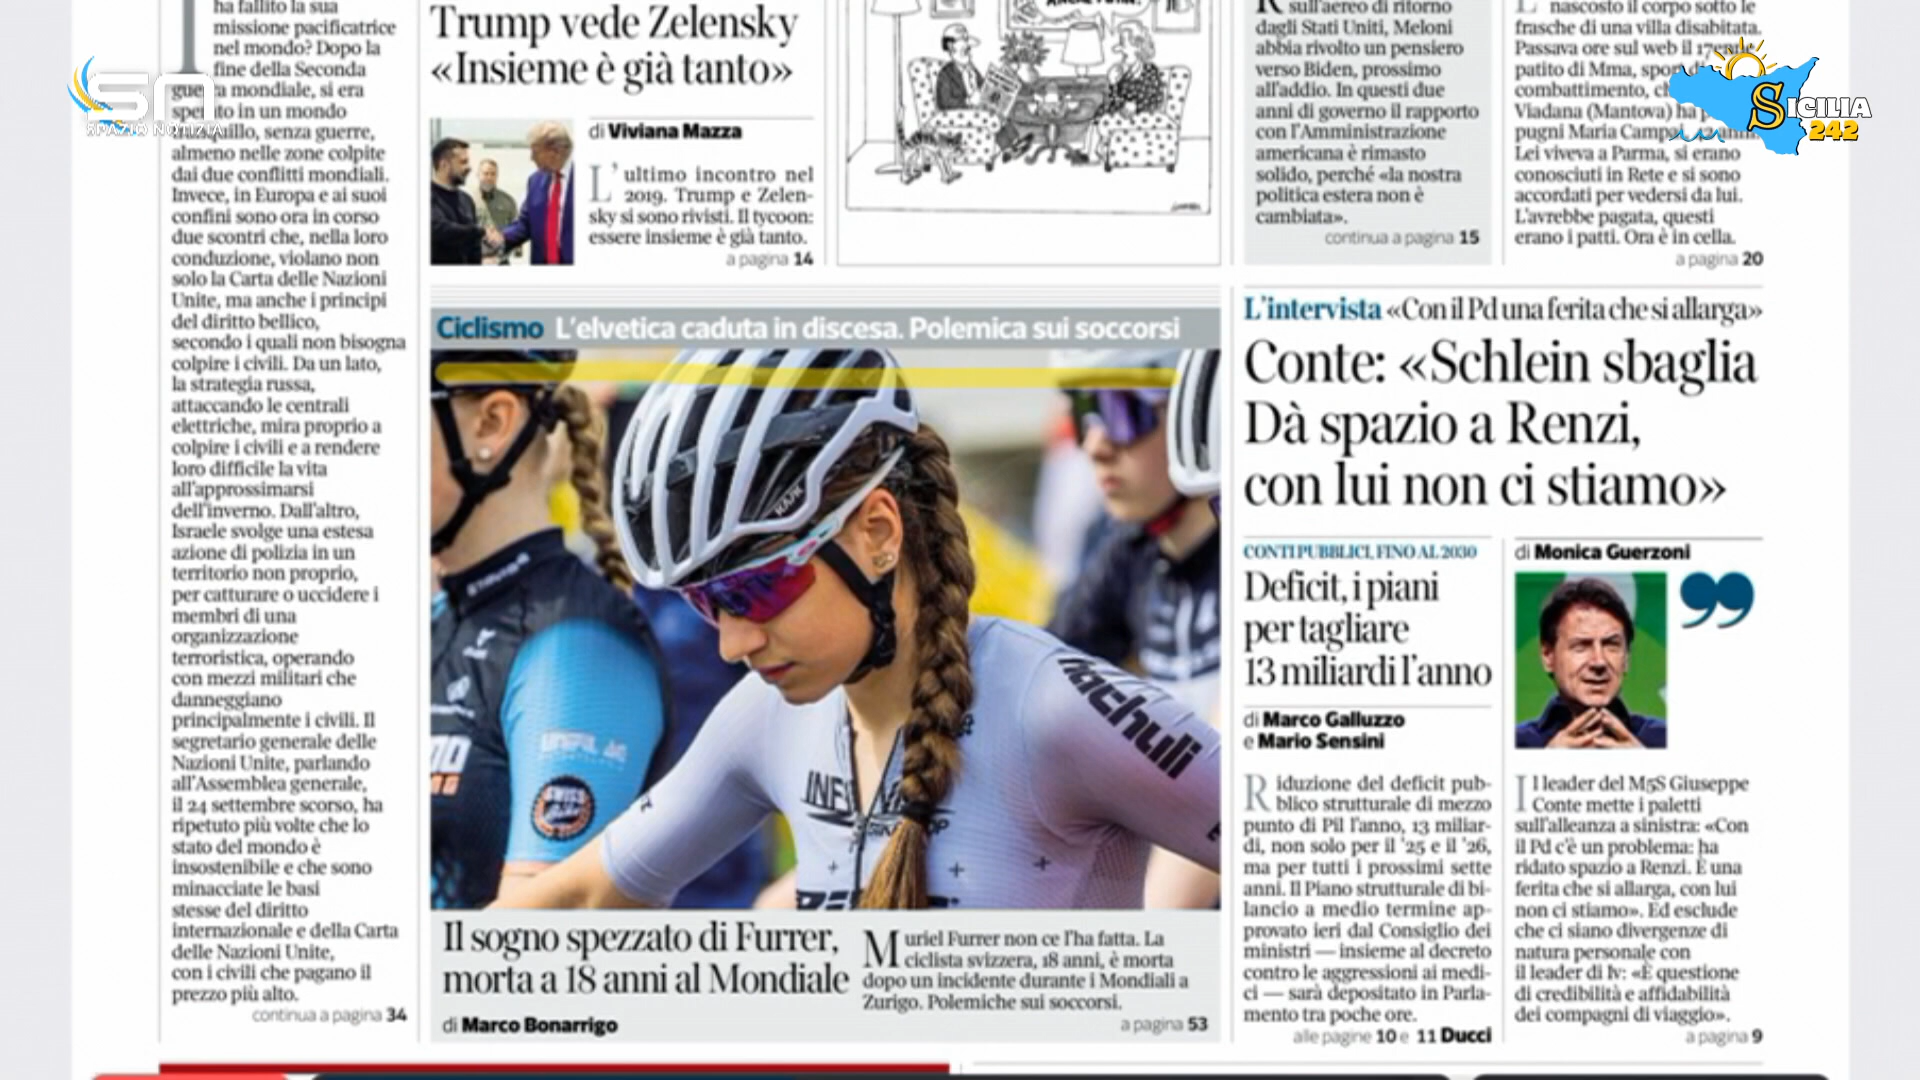 ha fallito la sua
missione pacificatrice
nel mondo? Dopo la
fine della Seconda
guerra mondiale, si era
sperato in un mondo
tranquillo, senza guerre,
almeno nelle zone colpite
dai due conflitti mondiali.
Invece, in Europa e ai suoi
confini sono ora in corso
due scontri che, nella loro
conduzione, violano non
solo la Carta delle Nazioni
Unite, ma anche i principi
del diritto bellico,
secondo i quali non bisogna
colpire i civili. Da un lato,
la strategia russa,
attaccando le centrali
elettriche, mira proprio a
colpire i civili e a rendere
loro difficile la vita
all'approssimarsi
dell'inverno. Dall'altro,
Israele svolge una estesa
azione di polizia in un
territorio non proprio,
per catturare o uccidere i
membri di una
organizzazione
terroristica, operando
con mezzi militari che
danneggiano
principalmente i civili. Il
segretario generale delle
Nazioni Unite, parlando
all'Assemblea generale,
il 24 settembre scorso, ha
ripetuto più volte che lo
stato del mondo è
insostenibile e che sono
minacciate le basi
stesse del diritto
internazionale e della Carta
delle Nazioni Unite,
con i civili che pagano il
prezzo più alto.
continua a pagina 34
SN
SPAZIO NOTIZIA
Trump vede Zelensky
«Insieme è già tanto»
di Viviana Mazza
L'ultimo incontro nel
2019. Trump e Zelen-
sky si sono rivisti. Il tycoon:
essere insieme è già tanto.
a pagina 14
sull'aereo di ritorno
dagli Stati Uniti, Meloni
abbia rivolto un pensiero
verso Biden, prossimo
all'addio. In questi due
anni di governo il rapporto
con l'Amministrazione
americana è rimasto
solido, perché «la nostra
politica estera non è
cambiata».
continua a pagina 15
nascosto il corpo sotto le
frasche di una villa disabitata.
Passava ore sul web il 17enne
patito di Mma, sport di
combattimento, che
Viadana (Mantova) ha
pugni Maria Campai
Lei viveva a Parma, si erano
conosciuti in Rete e si sono
accordati per vedersi da lui.
L'avrebbe pagata, questi
erano i patti. Ora è in cella.
a pagina 20
SICILIA
242
Ciclismo L'elvetica caduta in discesa. Polemica sui soccorsi
KASK
nachuli
SWISS
Il sogno spezzato di Furrer,
morta a 18 anni al Mondiale
di Marco Bonarrigo
Muriel Furrer non ce l'ha fatta. La
ciclista svizzera, 18 anni, è morta
dopo un incidente durante i Mondiali a
Zurigo. Polemiche sui soccorsi.
a pagina 53
L'intervista «Con il Pd una ferita che si allarga»
Conte: «Schlein sbaglia
Dà spazio a Renzi,
con lui non ci stiamo»
CONTI PUBBLICI, FINO AL 2030
Deficit, i piani
per tagliare
13 miliardi l'anno
di Marco Galluzzo
e Mario Sensini
Riduzione del deficit pub-
blico strutturale di mezzo
punto di Pil l'anno, 13 miliar-
di, non solo per il '25 e il '26,
ma per tutti i prossimi sette
anni. Il Piano strutturale di bi-
lancio a medio termine ap-
provato ieri dal Consiglio dei
ministri — insieme al decreto
contro le aggressioni ai medi-
ci — sarà depositato in Parla-
mento tra poche ore.
alle pagine 10 e 11 Ducci
di Monica Guerzoni
”
Il leader del M5S Giuseppe
Conte mette i paletti
sull'alleanza a sinistra: «Con
il Pd c'è un problema: ha
ridato spazio a Renzi. È una
ferita che si allarga, con lui
non ci stiamo». Ed esclude
che ci siano divergenze di
natura personale con
il leader di Iv: «È questione
di credibilità e affidabilità
dei compagni di viaggio».
a pagina 9